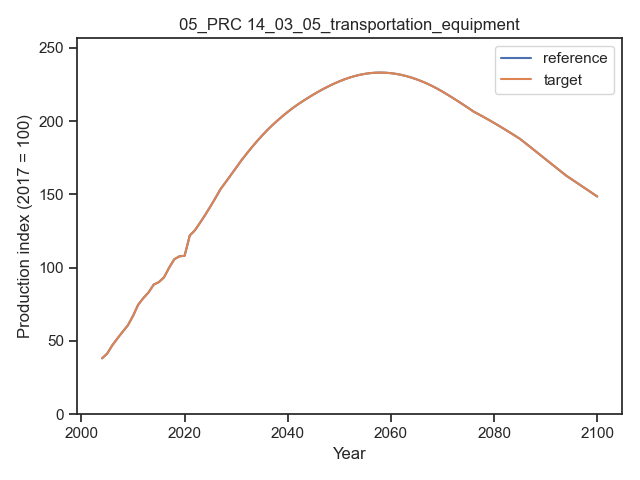 05_PRC 14_03_05_transportation_equipment
reference
target
Production index (2017 = 100)
250
200
150
100
50
0
2000 2020 2040 2060 2080 2100
Year